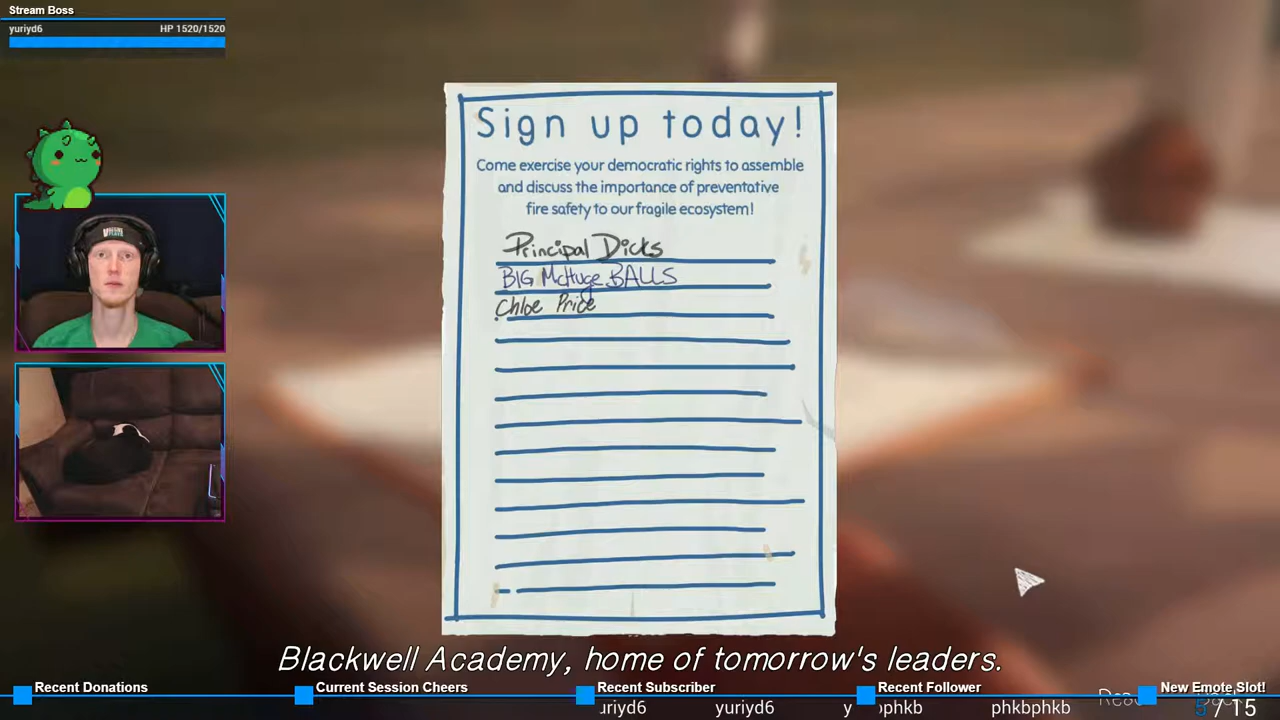 Stream Boss
yuriyd6 HP 1520/1520
Sign up today!
Come exercise your democratic rights to assemble
and discuss the importance of preventative
fire safety to our fragile ecosystem!
Principal Dicks
BIG McHuge BALLS
Chloe Price
Blackwell Academy, home of tomorrow's leaders.
Recent Donations Current Session Cheers Recent Subscriber Recent Follower New Emote Slot!
yuriyd6 phkbphkb 5 / 15